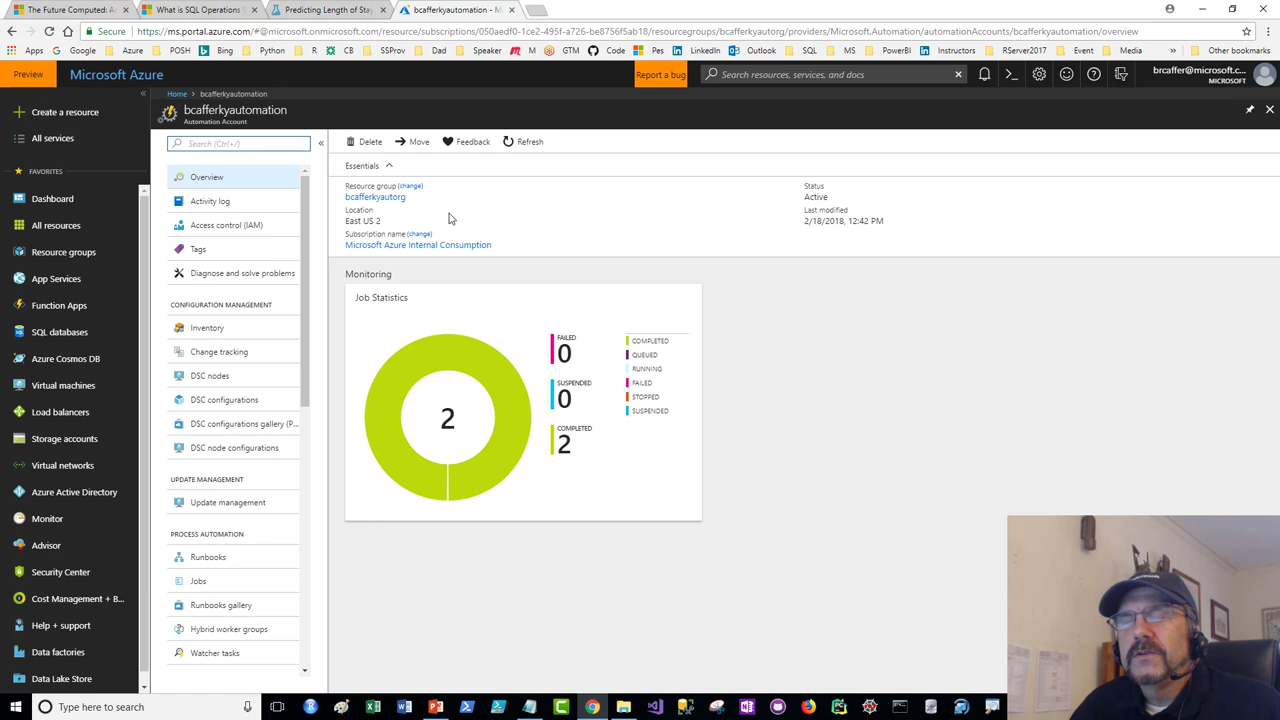 The Future Computed: A
What is SQL Operations S
Predicting Length of Stay
bcafferkyautomation - M
Secure
https://ms.portal.azure.com/#@microsoft.onmicrosoft.com/resource/subscriptions/050aedf0-1ce2-495f-a726-be8756f5ab18/resourcegroups/bcafferkyautorg/providers/Microsoft.Automation/automationAccounts/bcafferkyautomation/overview
Apps
Google
Azure
POSH
Bing
Python
R
CB
SSProv
Dad
Speaker
GTM
Code
Pes
LinkedIn
Outlook
SQL
MS
PowerBI
Instructors
RServer2017
Event
MS
Other bookmarks
Preview
Microsoft Azure
Report a bug
Search resources, services, and docs
brcaffer@microsoft.c...
MICROSOFT
Create a resource
All services
FAVORITES
Dashboard
All resources
Resource groups
App Services
Function Apps
SQL databases
Azure Cosmos DB
Virtual machines
Load balancers
Storage accounts
Virtual networks
Azure Active Directory
Monitor
Advisor
Security Center
Cost Management + B...
Help + support
Data factories
Data Lake Store
Home > bcafferkyautomation
bcafferkyautomation
Automation Account
Search (Ctrl+/)
Overview
Activity log
Access control (IAM)
Tags
Diagnose and solve problems
CONFIGURATION MANAGEMENT
Inventory
Change tracking
DSC nodes
DSC configurations
DSC configurations gallery (P...
DSC node configurations
UPDATE MANAGEMENT
Update management
PROCESS AUTOMATION
Runbooks
Jobs
Runbooks gallery
Hybrid worker groups
Watcher tasks
Delete
Move
Feedback
Refresh
Essentials
Resource group (change)
bcafferkyautorg
Location
East US 2
Subscription name (change)
Microsoft Azure Internal Consumption
Status
Active
Last modified
2/18/2018, 12:42 PM
Monitoring
Job Statistics
2
FAILED
0
SUSPENDED
0
COMPLETED
2
COMPLETED
QUEUED
RUNNING
FAILED
STOPPED
SUSPENDED
Type here to search